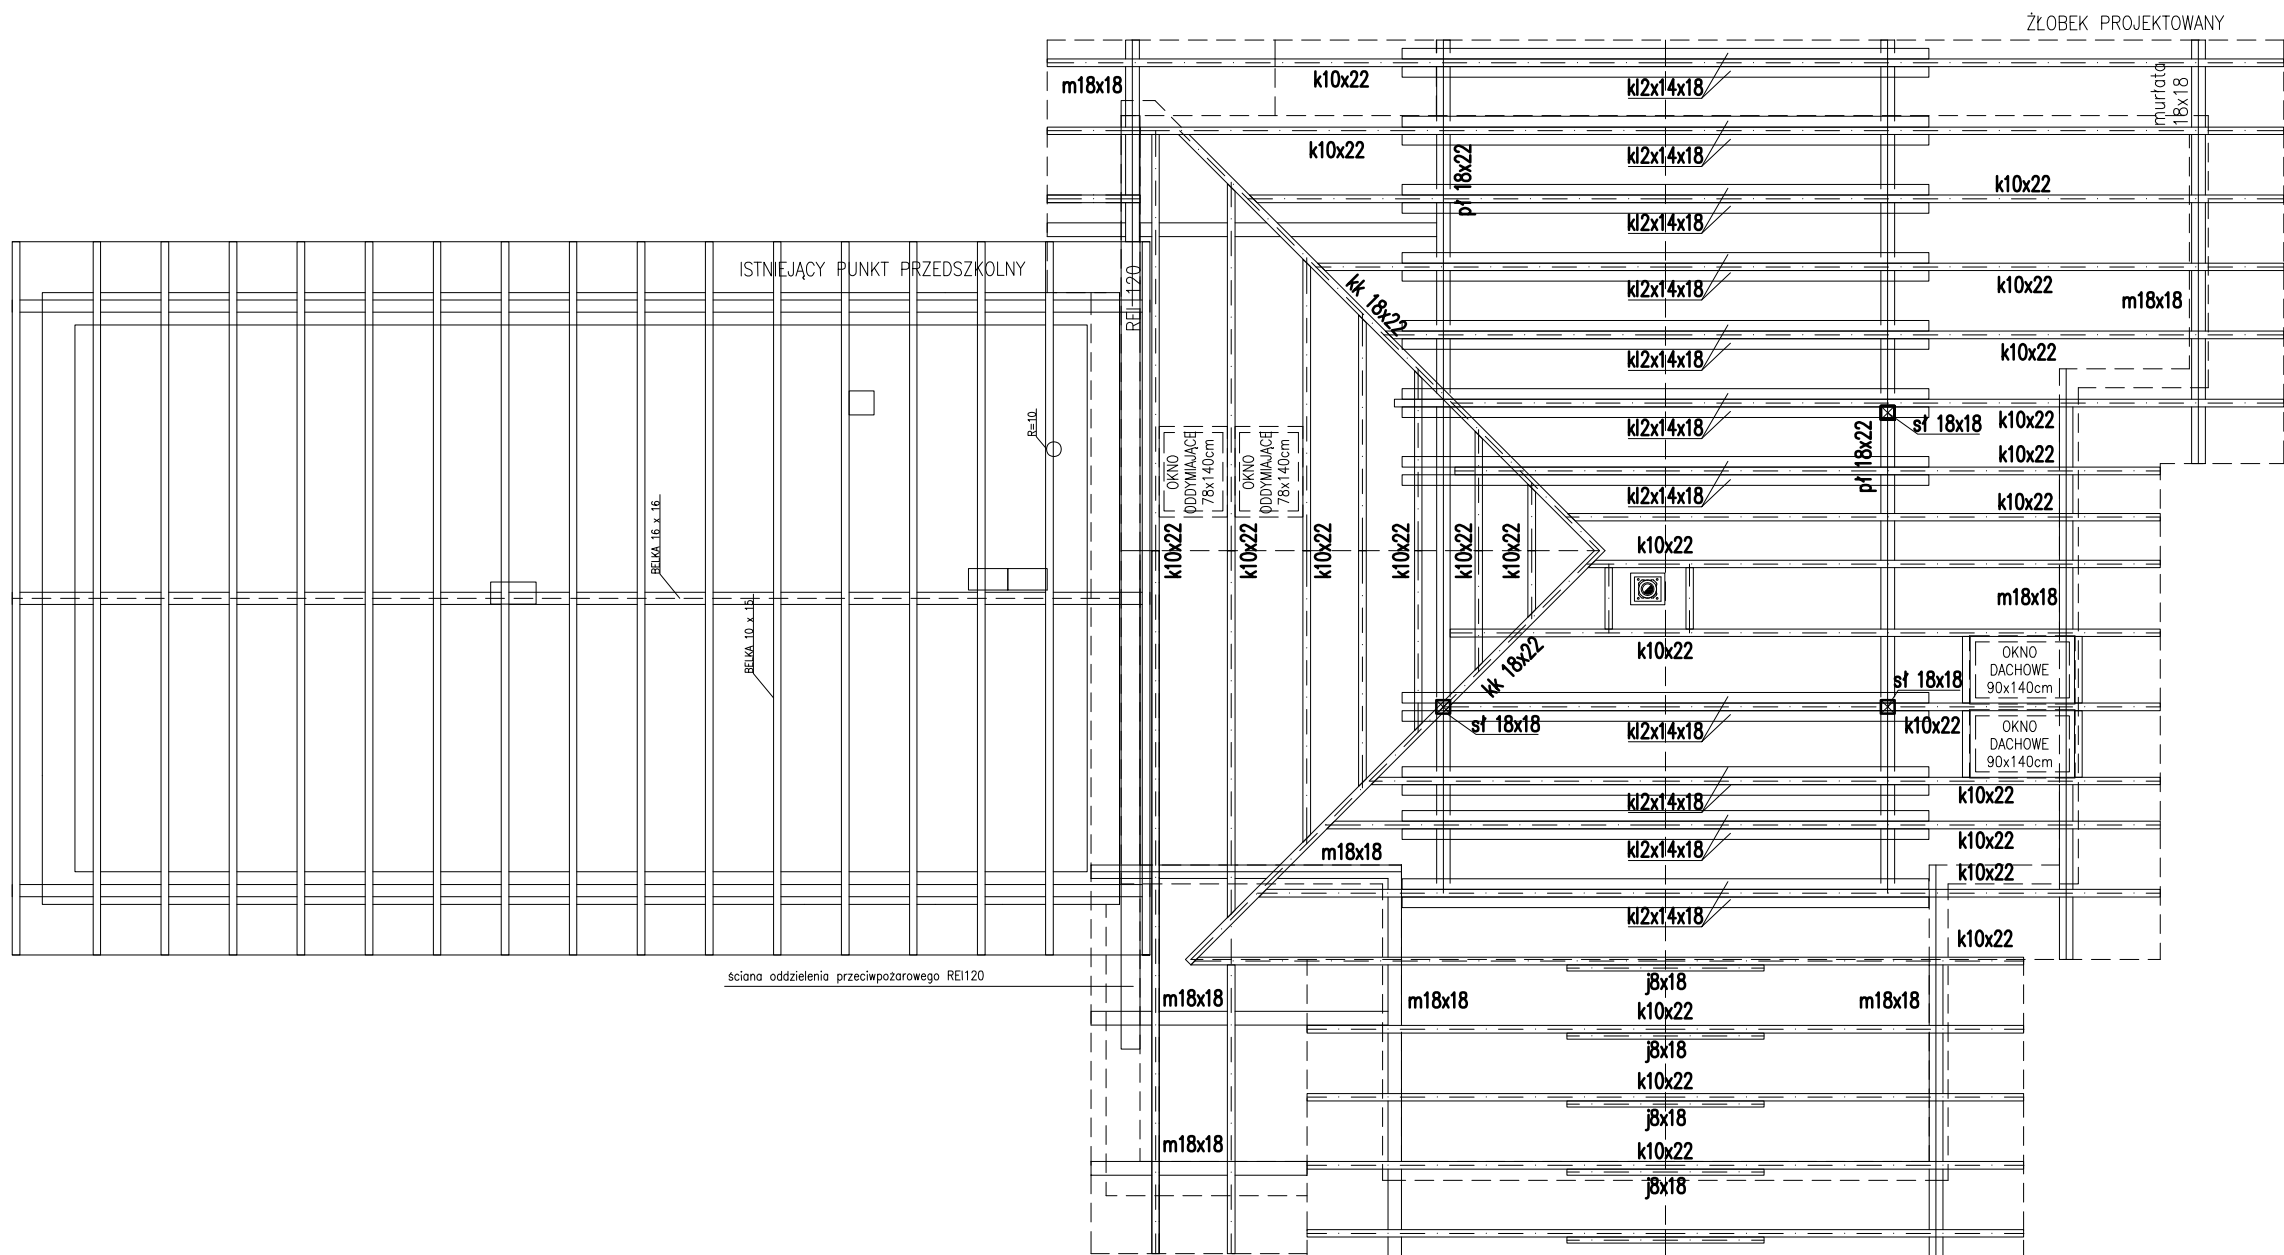 ŻŁOBEK PROJEKTOWANY
m18x18
k10x22
kl2x14x18
murłata
18x18
k10x22
kl2x14x18
pł 18x22
k10x22
kl2x14x18
ISTNIEJĄCY PUNKT PRZEDSZKOLNY
REI 120
kk 18x22
kl2x14x18
k10x22
m18x18
kl2x14x18
k10x22
R=10
kl2x14x18
sł 18x18
k10x22
OKNO
ODDYMIAJĄCE
78x140cm
OKNO
ODDYMIAJĄCE
78x140cm
pł 18x22
k10x22
kl2x14x18
k10x22
BELKA 16 x 16
k10x22
k10x22
k10x22
k10x22
k10x22
k10x22
k10x22
BELKA 10 x 15
m18x18
k10x22
kk 18x22
OKNO
DACHOWE
90x140cm
sł 18x18
sł 18x18
kl2x14x18
k10x22
OKNO
DACHOWE
90x140cm
kl2x14x18
k10x22
m18x18
kl2x14x18
k10x22
k10x22
kl2x14x18
k10x22
ściana oddzielenia przeciwpożarowego REI120
j8x18
m18x18
m18x18
k10x22
m18x18
j8x18
k10x22
j8x18
m18x18
k10x22
j8x18